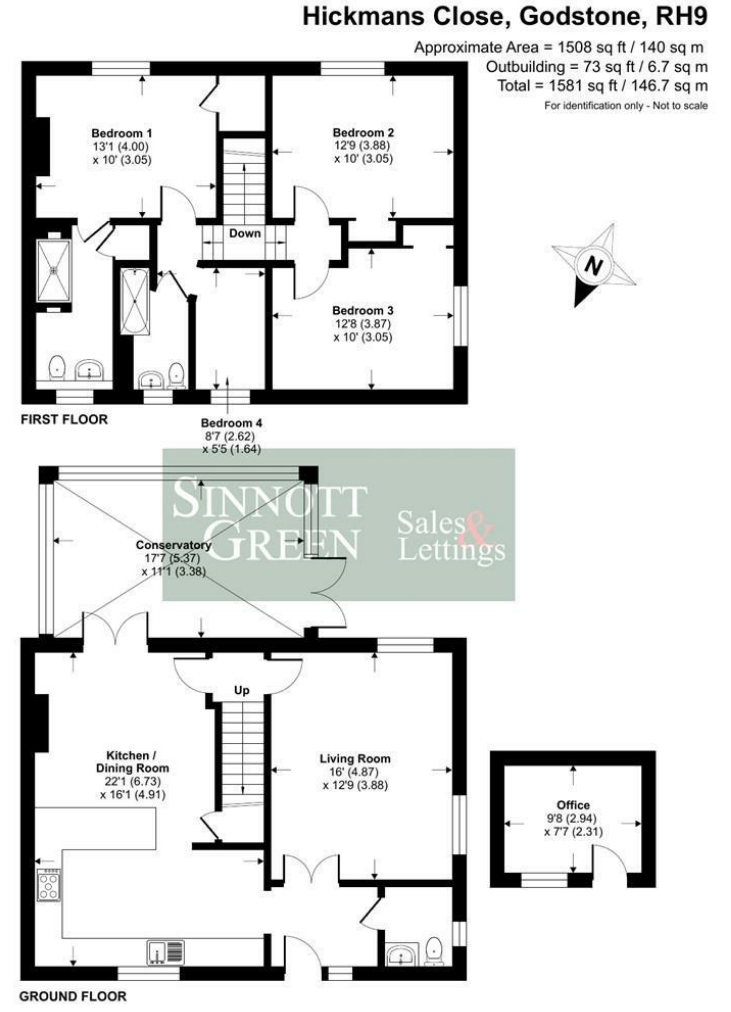 Hickmans Close, Godstone, RH9
Approximate Area = 1508 sq ft / 140 sq m
Outbuilding = 73 sq ft / 6.7 sq m
Total = 1581 sq ft / 146.7 sq m
For identification only - Not to scale
Bedroom 1
13'1 (4.00)
x 10' (3.05)
Bedroom 2
12'9 (3.88)
x 10' (3.05)
Down
N
Bedroom 3
12'8 (3.87)
x 10' (3.05)
FIRST FLOOR
Bedroom 4
8'7 (2.62)
x 5'5 (1.64)
SINNOTT
GREEN
Sales&
Lettings
Conservatory
17'7 (5.37)
x 11'1 (3.38)
Up
Kitchen /
Dining Room
22'1 (6.73)
x 16'1 (4.91)
Living Room
16' (4.87)
x 12'9 (3.88)
Office
9'8 (2.94)
x 7'7 (2.31)
GROUND FLOOR